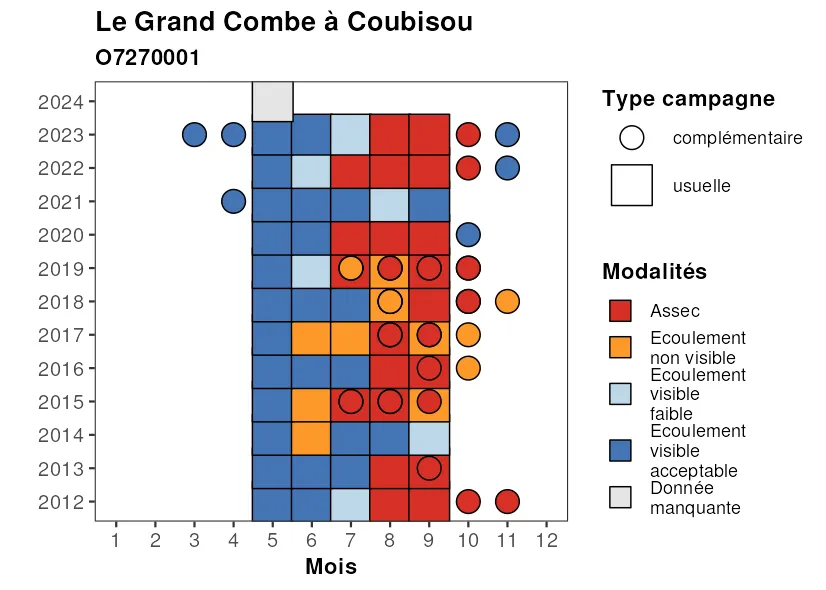 Le Grand Combe à Coubisou
O7270001
2024
2023
2022
2021
2020
2019
2018
2017
2016
2015
2014
2013
2012
1 2 3 4 5 6 7 8 9 10 11 12
Mois
Type campagne
complémentaire
usuelle
Modalités
Assec
Ecoulement
non visible
Ecoulement
visible
faible
Ecoulement
visible
acceptable
Donnée
manquante